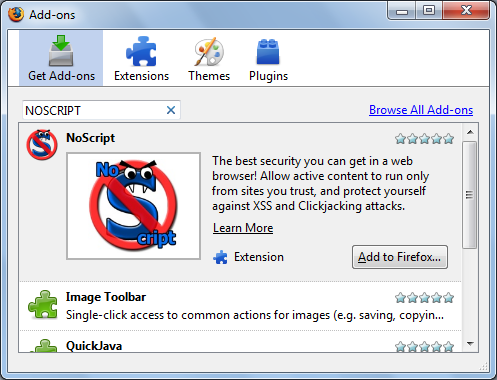 Add-ons
Get Add-ons
Extensions
Themes
Plugins
NOSCRIPT
Browse All Add-ons
NoScript
No
S
cript
The best security you can get in a web
browser! Allow active content to run only
from sites you trust, and protect yourself
against XSS and Clickjacking attacks.
Learn More
Extension
Add to Firefox...
Image Toolbar
Single-click access to common actions for images (e.g. saving, copyin...
QuickJava